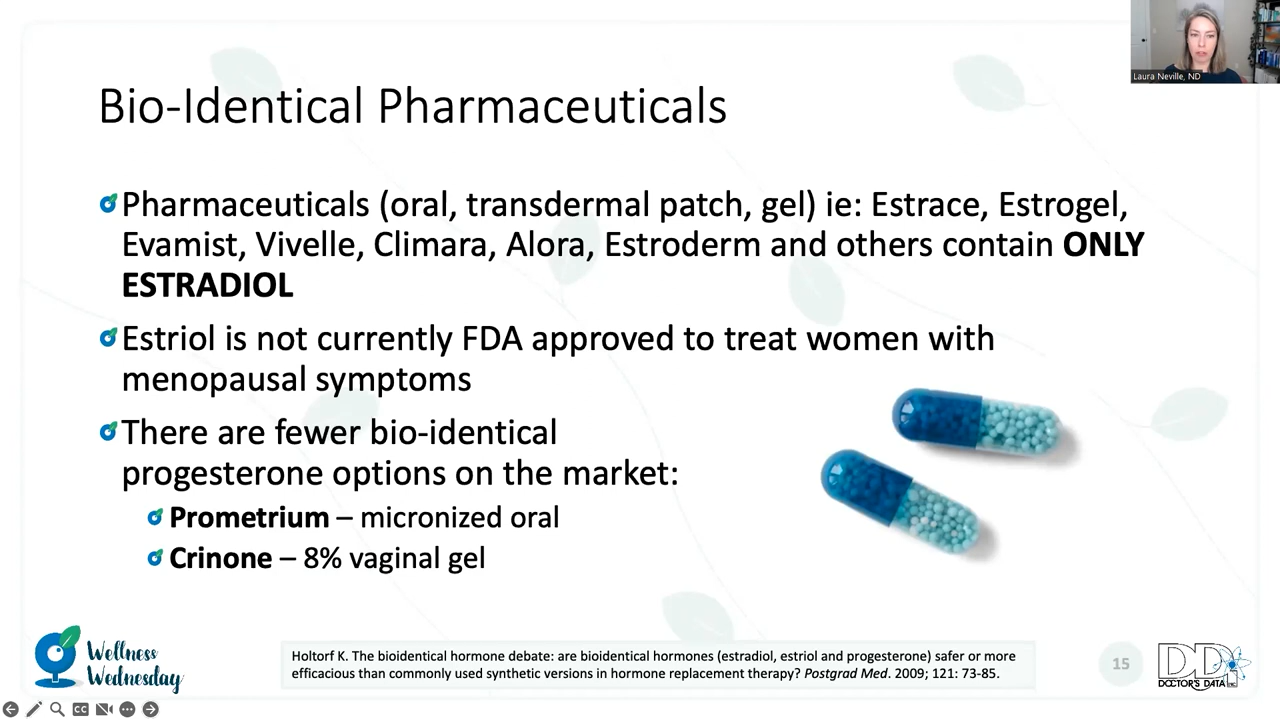 Laura Neville, ND
Bio-Identical Pharmaceuticals
Pharmaceuticals (oral, transdermal patch, gel) ie: Estrace, Estrogel,
Evamist, Vivelle, Climara, Alora, Estroderm and others contain ONLY
ESTRADIOL
Estriol is not currently FDA approved to treat women with
menopausal symptoms
There are fewer bio-identical
progesterone options on the market:
Prometrium – micronized oral
Crinone – 8% vaginal gel
Wellness
Wednesday
Holtorf K. The bioidentical hormone debate: are bioidentical hormones (estradiol, estriol and progesterone) safer or more
efficacious than commonly used synthetic versions in hormone replacement therapy? Postgrad Med. 2009; 121: 73-85.
15
DDI
DOCTOR'S DATA
CC